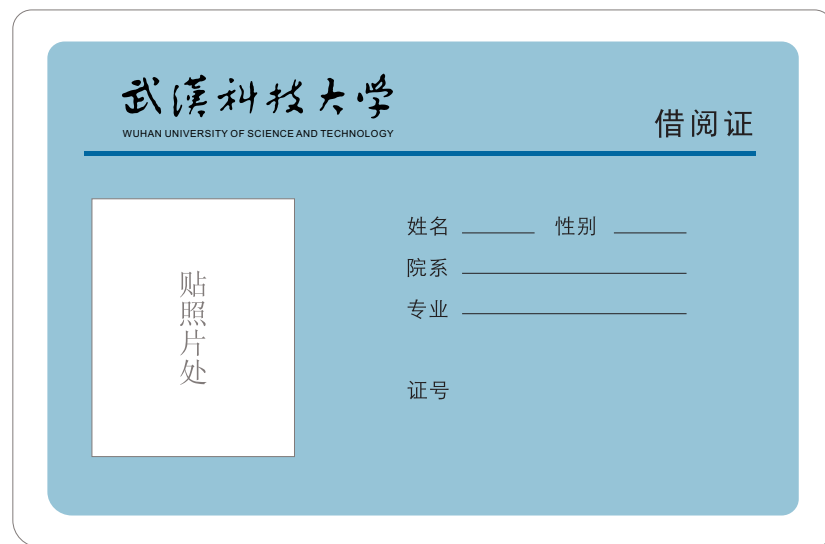 武漢科技大学
WUHAN UNIVERSITY OF SCIENCE AND TECHNOLOGY
借阅证
贴照片处
姓名 性别
院系
专业
证号